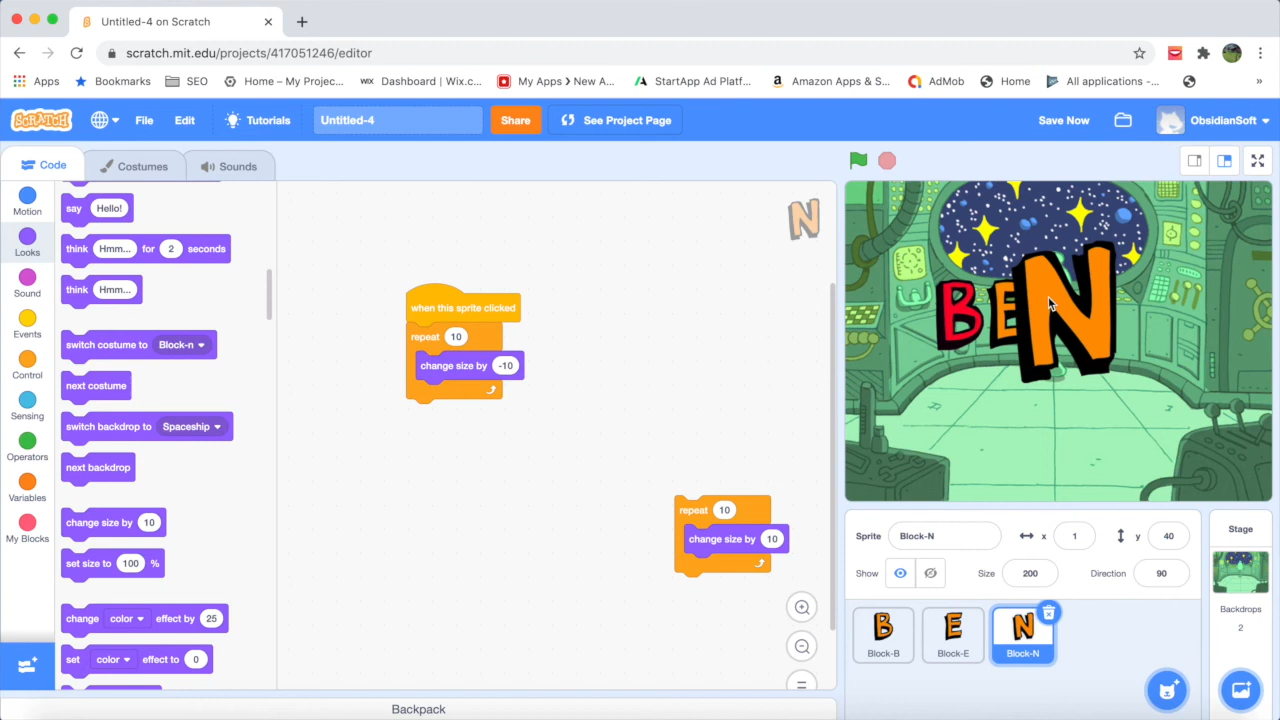 Untitled-4 on Scratch
scratch.mit.edu/projects/417051246/editor
Apps Bookmarks SEO Home – My Projec... WIX Dashboard | Wix.c... My Apps > New A... StartApp Ad Platf... a Amazon Apps & S... AdMob Home All applications -... »
SCRATCH File Edit Tutorials Untitled-4 Share See Project Page Save Now ObsidianSoft
Code Costumes Sounds
Motion
Looks
Sound
Events
Control
Sensing
Operators
Variables
My Blocks
say Hello!
think Hmm... for 2 seconds
think Hmm...
switch costume to Block-n
next costume
switch backdrop to Spaceship
next backdrop
change size by 10
set size to 100 %
change color effect by 25
set color effect to 0
N
when this sprite clicked
repeat 10
change size by -10
repeat 10
change size by 10
BEN
Sprite Block-N x 1 y 40
Show Size 200 Direction 90
B E N
Block-B Block-E Block-N
Stage
Backdrops
2
Backpack